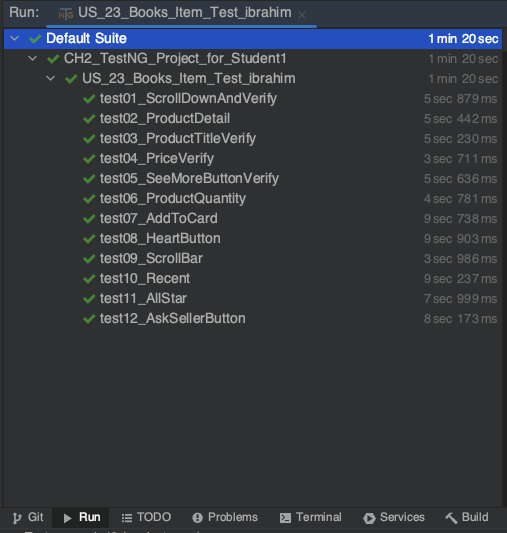 Run: US_23_Books_Item_Test_ibrahim
Default Suite 1 min 20 sec
CH2_TestNG_Project_for_Student1 1 min 20 sec
US_23_Books_Item_Test_ibrahim 1 min 20 sec
test01_ScrollDownAndVerify 5 sec 879 ms
test02_ProductDetail 5 sec 442 ms
test03_ProductTitleVerify 5 sec 230 ms
test04_PriceVerify 3 sec 711 ms
test05_SeeMoreButtonVerify 5 sec 636 ms
test06_ProductQuantity 4 sec 781 ms
test07_AddToCard 9 sec 738 ms
test08_HeartButton 9 sec 903 ms
test09_ScrollBar 3 sec 986 ms
test10_Recent 9 sec 237 ms
test11_AllStar 7 sec 999 ms
test12_AskSellerButton 8 sec 173 ms
Git Run TODO Problems Terminal Services Build